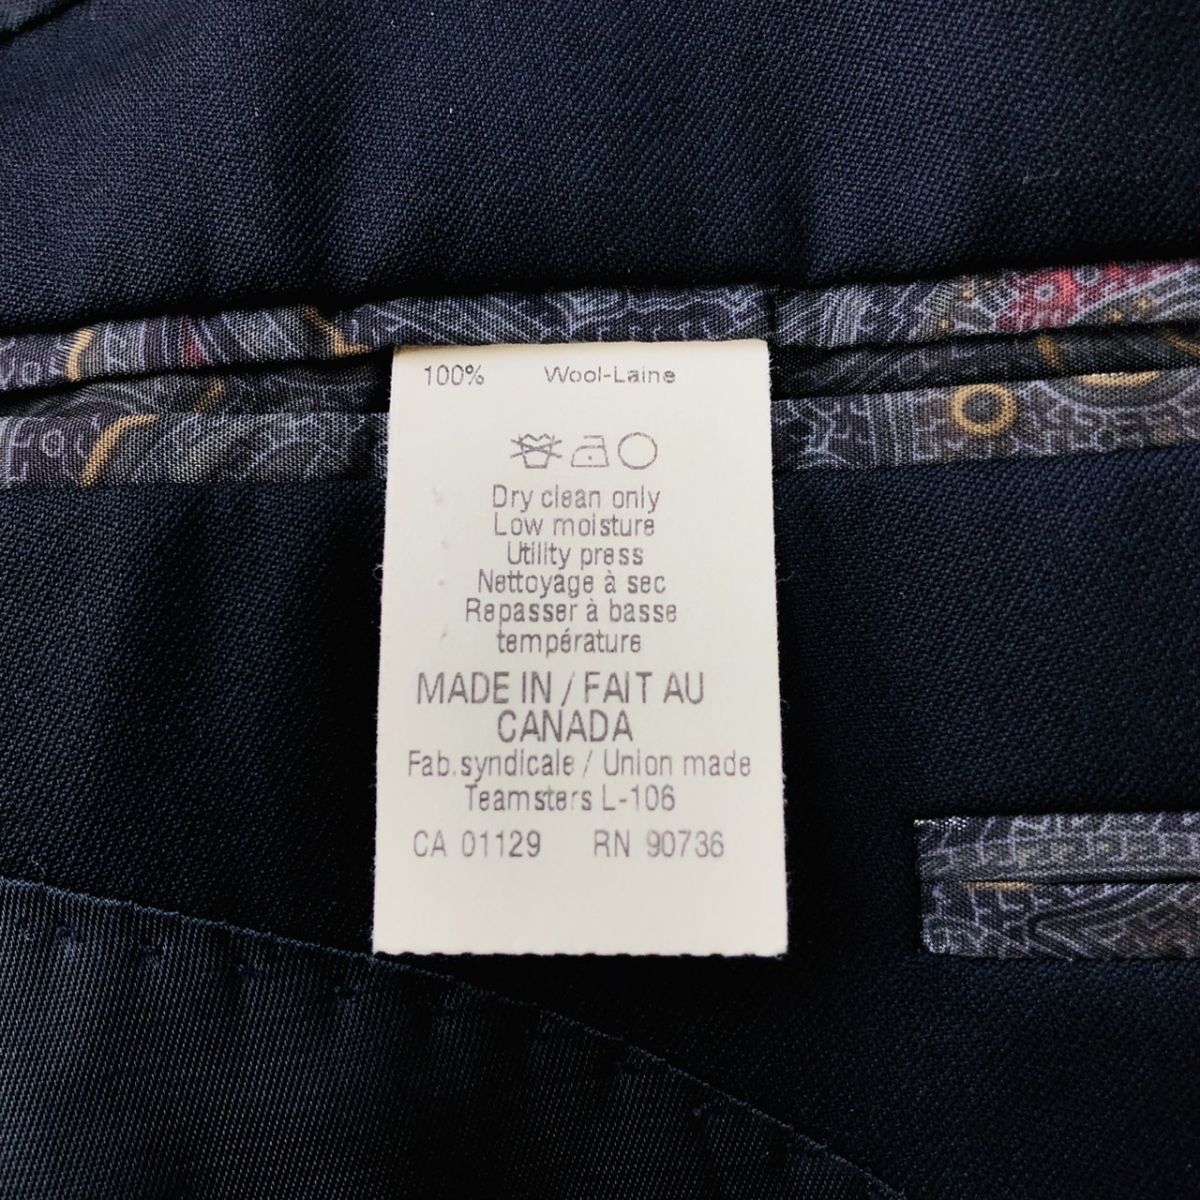 100% Wool-Laine
Dry clean only
Low moisture
Utility press
Nettoyage à sec
Repasser à basse
température
MADE IN / FAIT AU
CANADA
Fab.syndicale / Union made
Teamsters L-106
CA 01129 RN 90736